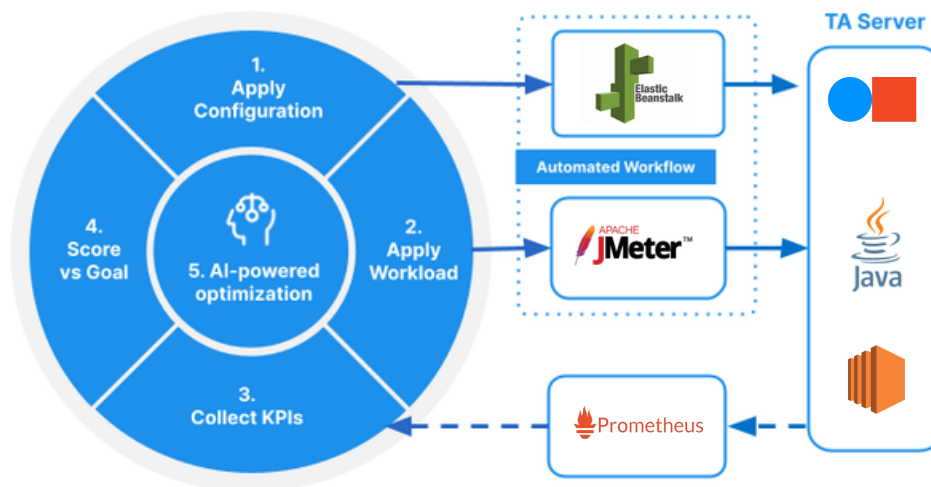 TA Server
1.
Apply
Configuration
Elastic
Beanstalk
Automated Workflow
4.
Score
vs Goal
5. AI-powered
optimization
2.
Apply
Workload
APACHE
JMeter™
Java
3.
Collect KPIs
Prometheus